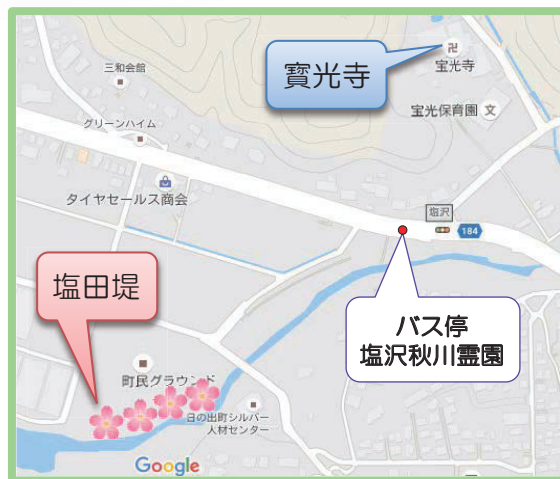 寳光寺
宝光寺
三和会館
宝光保育園
グリーンハイム
タイヤセールス商会
塩沢
184
塩田堤
バス停
塩沢秋川霊園
町民グラウンド
日の出町シルバー
人材センター
Google